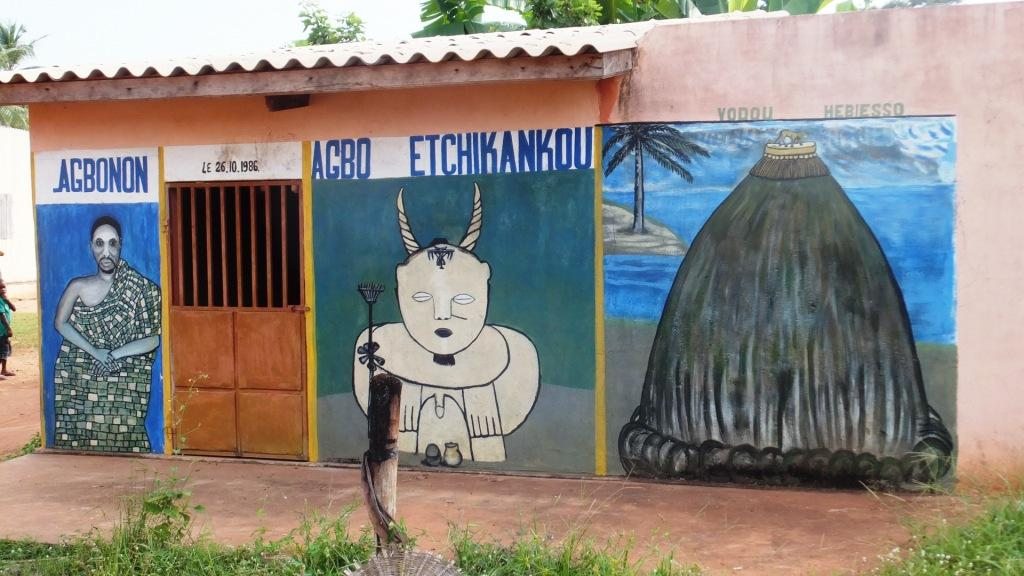 AGBONON
LE 26.10.1986
AGBO ETCHIKANKOU
VODOU HEBIESSO